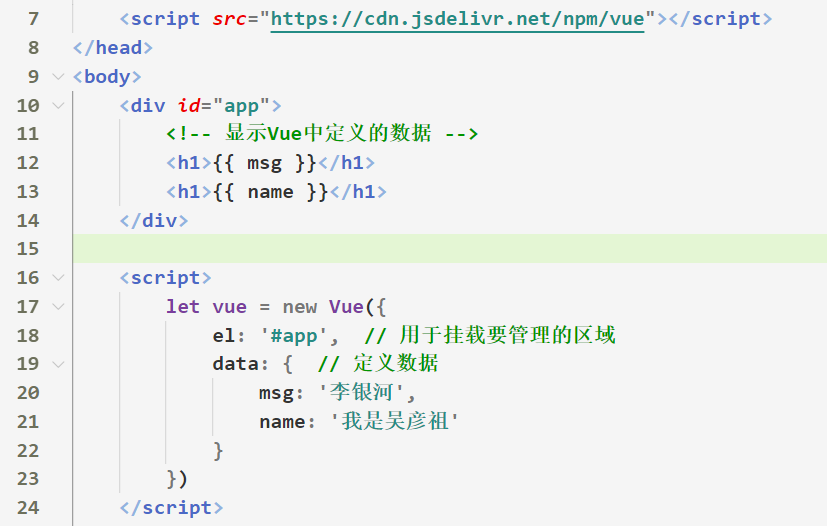 7 <script src="https://cdn.jsdelivr.net/npm/vue"></script>
8 </head>
9 <body>
10 <div id="app">
11 <!-- 显示Vue中定义的数据 -->
12 <h1>{{ msg }}</h1>
13 <h1>{{ name }}</h1>
14 </div>
15
16 <script>
17 let vue = new Vue({
18 el: '#app', // 用于挂载要管理的区域
19 data: { // 定义数据
20 msg: '李银河',
21 name: '我是吴彦祖'
22 }
23 })
24 </script>